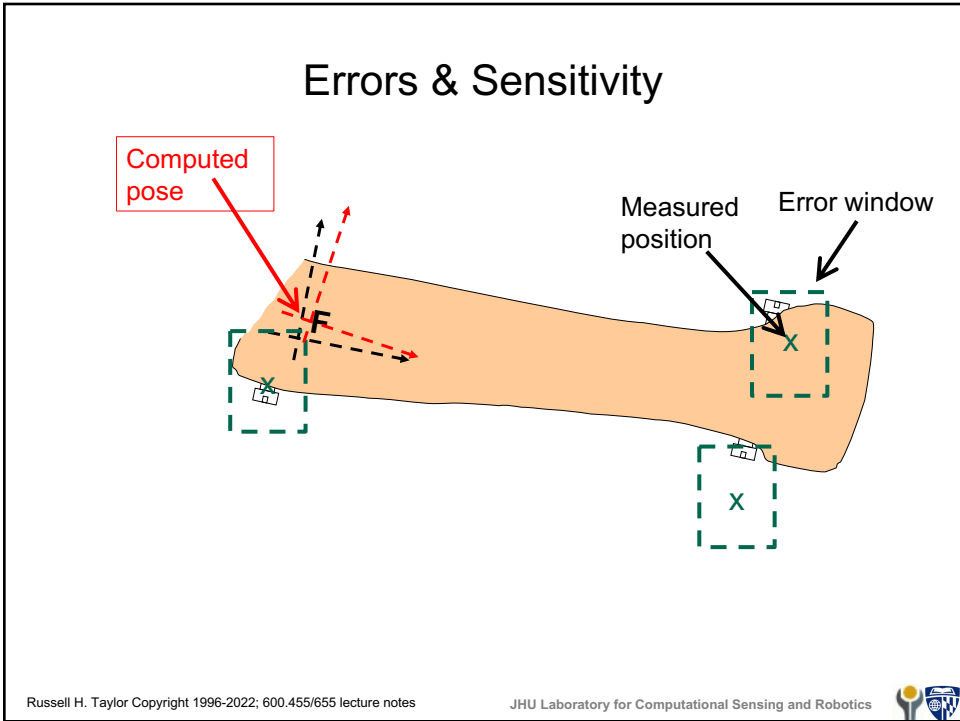 Errors & Sensitivity
Computed
pose
Measured
position
Error window
F
x
x
x
Russell H. Taylor Copyright 1996-2022; 600.455/655 lecture notes
JHU Laboratory for Computational Sensing and Robotics